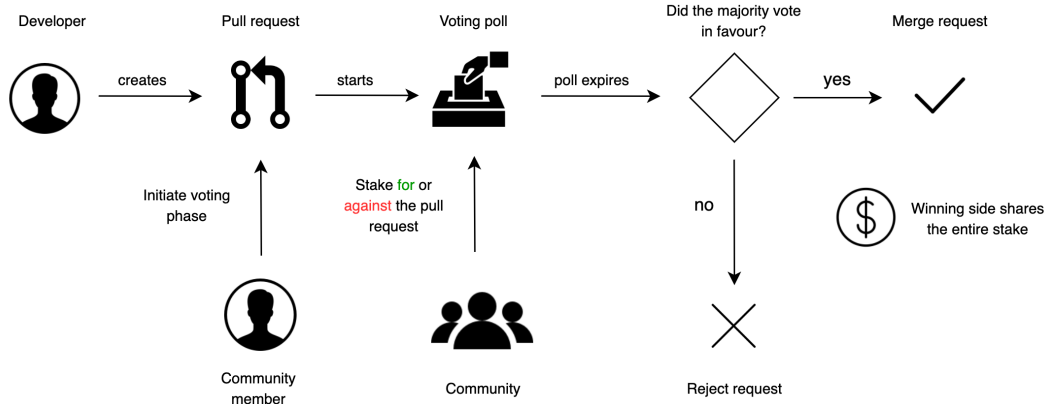 Developer
Pull request
Voting poll
Did the majority vote
in favour?
Merge request
creates
starts
poll expires
yes
Initiate voting
phase
Stake for or
against the pull
request
no
$
Winning side shares
the entire stake
Community
member
Community
Reject request